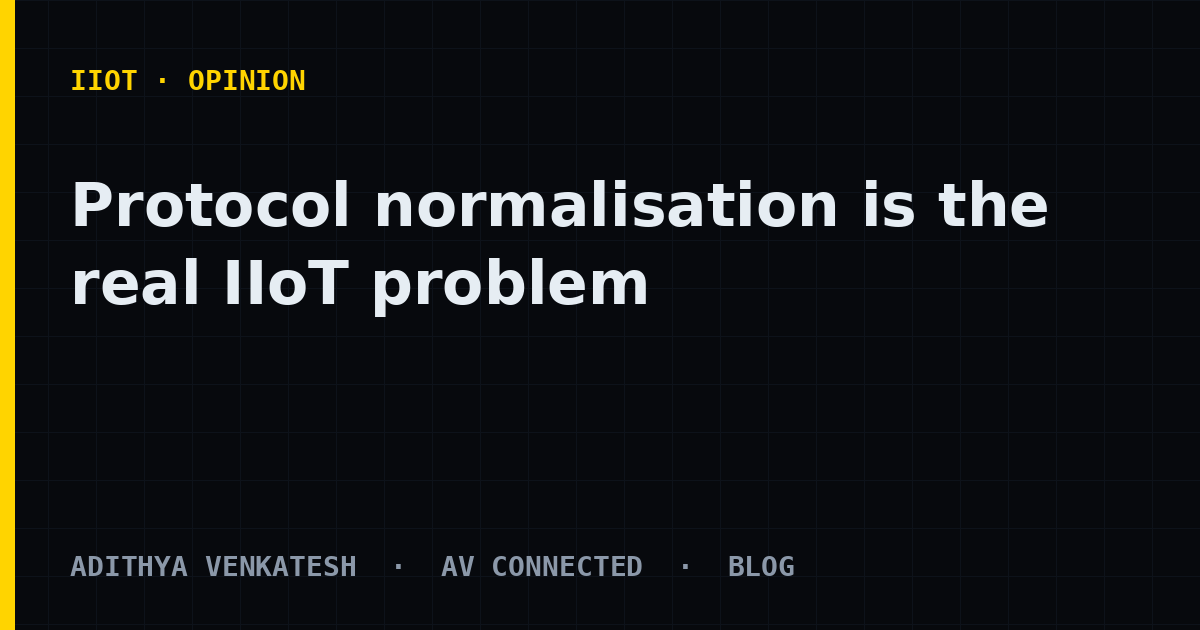 IIOT · OPINION
Protocol normalisation is the
real IIoT problem
ADITHYA VENKATESH · AV CONNECTED · BLOG